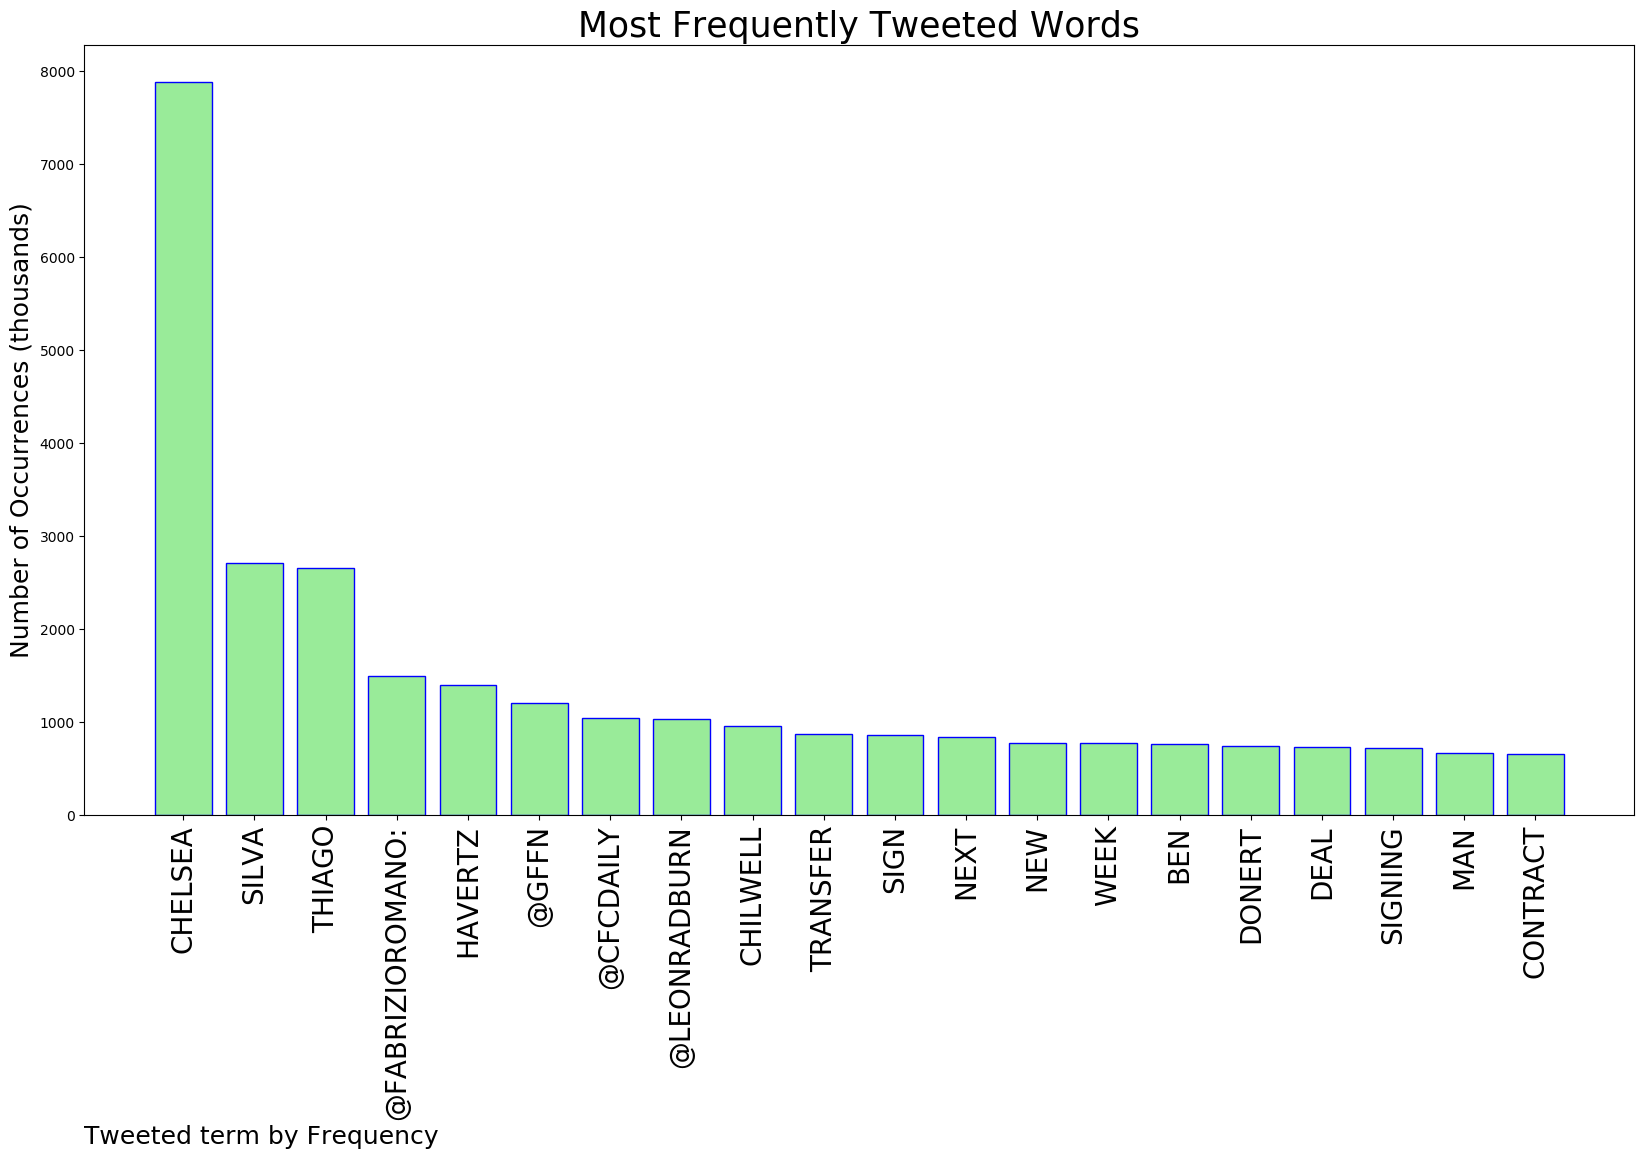 Most Frequently Tweeted Words
Number of Occurrences (thousands)
8000
7000
6000
5000
4000
3000
2000
1000
0
CHELSEA
SILVA
THIAGO
@FABRIZIOROMANO:
HAVERTZ
@GFFN
@CFCDAILY
@LEONRADBURN
CHILWELL
TRANSFER
SIGN
NEXT
NEW
WEEK
BEN
DONERT
DEAL
SIGNING
MAN
CONTRACT
Tweeted term by Frequency